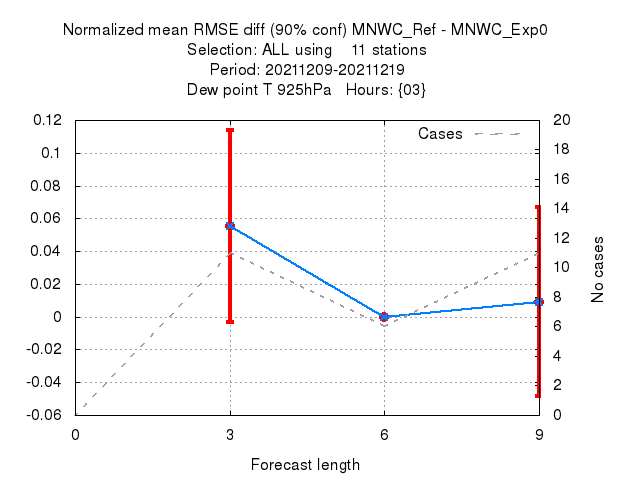 Normalized mean RMSE diff (90% conf) MNWC_Ref - MNWC_Exp0
Selection: ALL using    11 stations
Period: 20211209-20211219
Dew point T 925hPa   Hours: {03}
Cases
0.12
0.1
0.08
0.06
0.04
0.02
0
-0.02
-0.04
-0.06
20
18
16
14
12
10
8
6
4
2
0
No cases
0 3 6 9
Forecast length